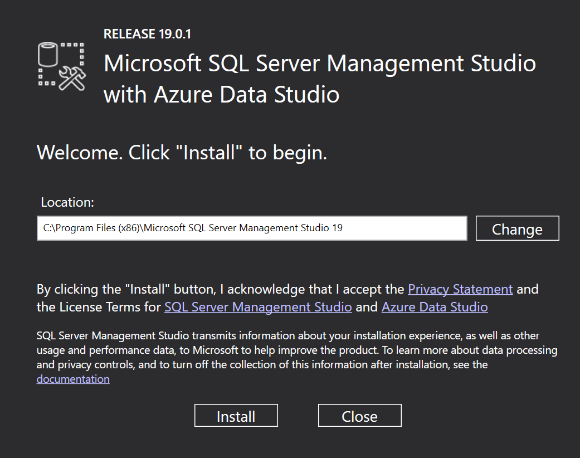 RELEASE 19.0.1
Microsoft SQL Server Management Studio
with Azure Data Studio
Welcome. Click "Install" to begin.
Location:
C:\Program Files (x86)\Microsoft SQL Server Management Studio 19
Change
By clicking the "Install" button, I acknowledge that I accept the Privacy Statement and
the License Terms for SQL Server Management Studio and Azure Data Studio
SQL Server Management Studio transmits information about your installation experience, as well as other
usage and performance data, to Microsoft to help improve the product. To learn more about data processing
and privacy controls, and to turn off the collection of this information after installation, see the
documentation
Install
Close